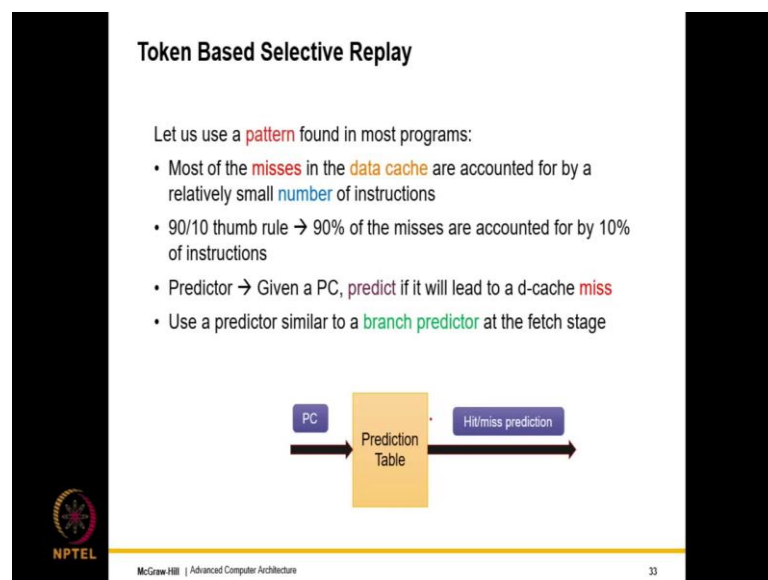 Token Based Selective Replay
Let us use a pattern found in most programs:
• Most of the misses in the data cache are accounted for by a
relatively small number of instructions
• 90/10 thumb rule → 90% of the misses are accounted for by 10%
of instructions
• Predictor → Given a PC, predict if it will lead to a d-cache miss
• Use a predictor similar to a branch predictor at the fetch stage
PC
Prediction
Table
Hit/miss prediction
NPTEL
McGraw-Hill | Advanced Computer Architecture
33